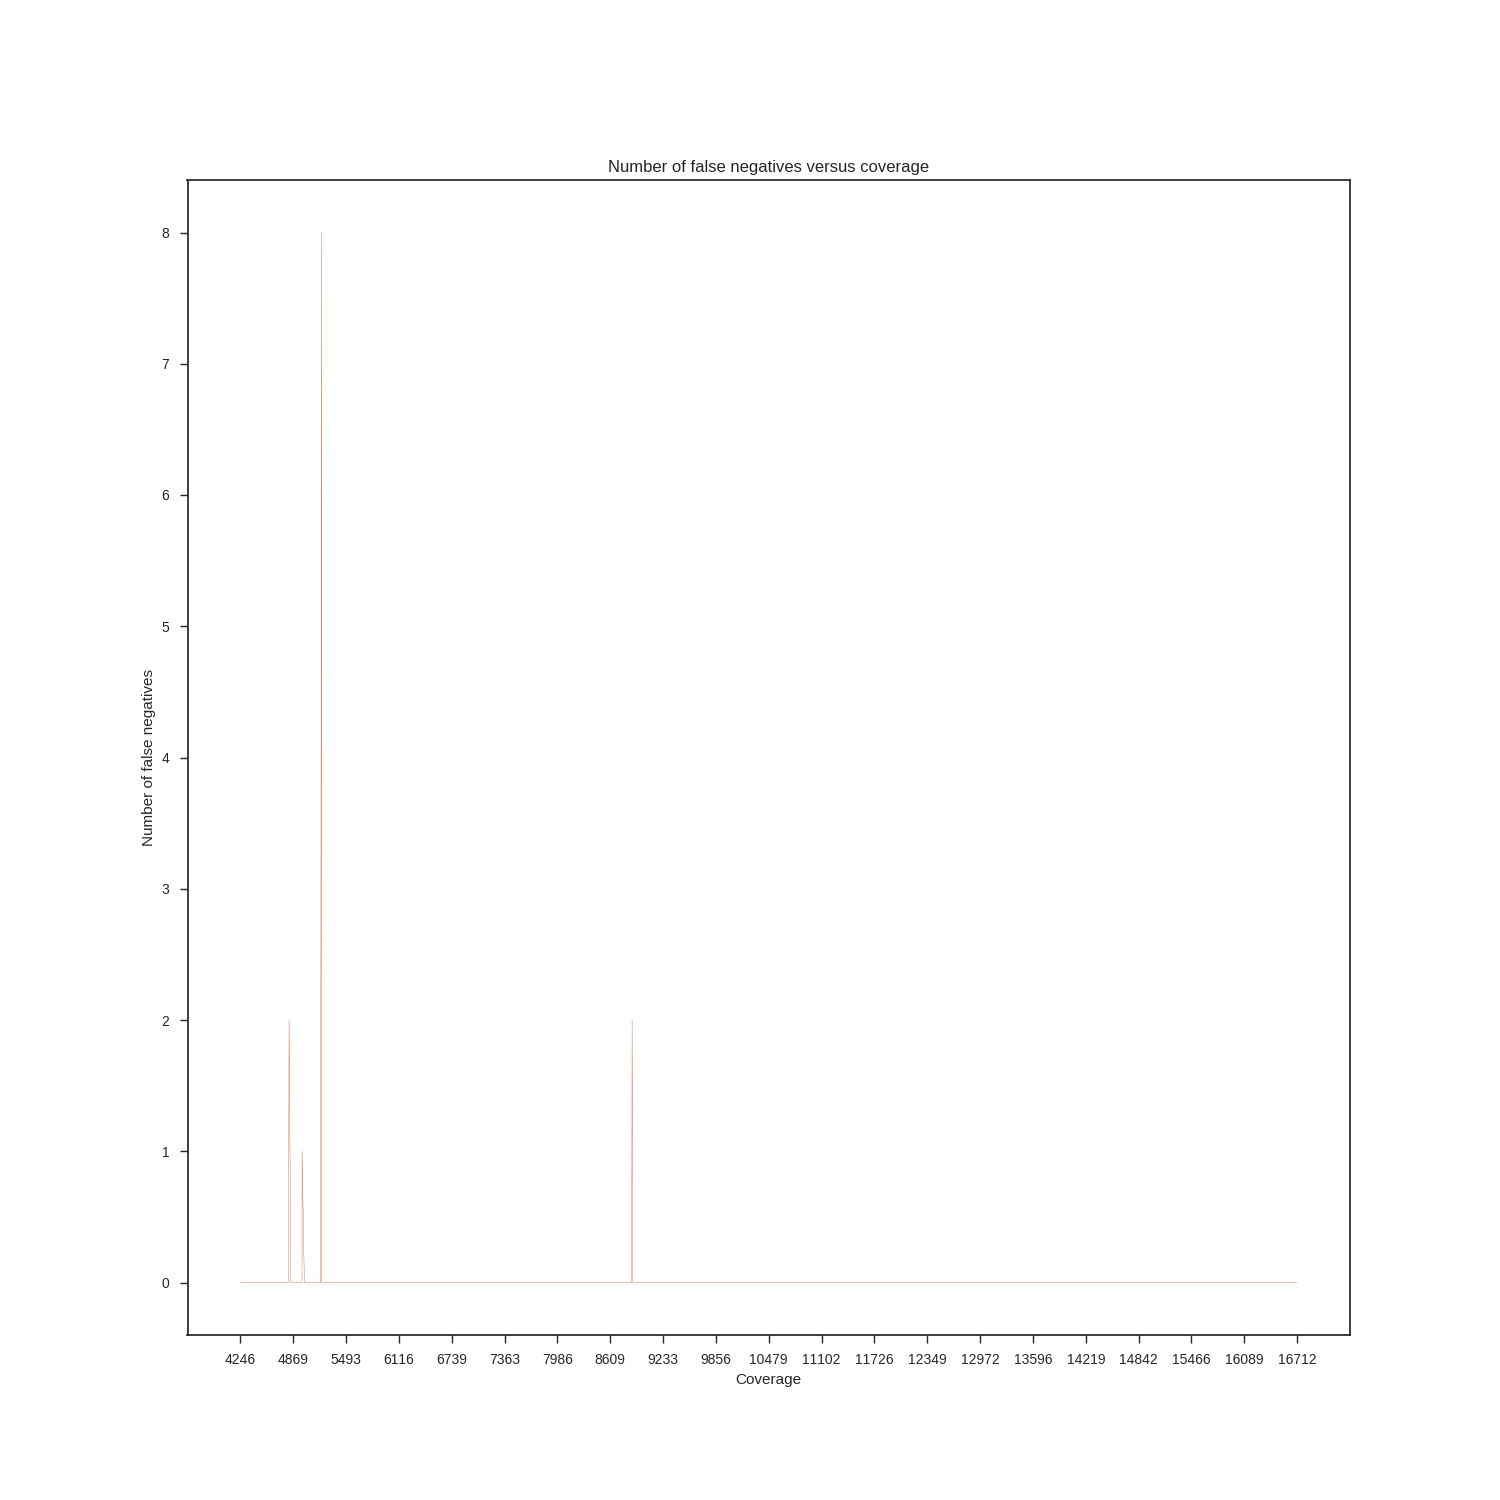 Number of false negatives versus coverage
8
7
6
5
4
3
2
1
0
Number of false negatives
4246 4869 5493 6116 6739 7363 7986 8609 9233 9856 10479 11102 11726 12349 12972 13596 14219 14842 15466 16089 16712
Coverage